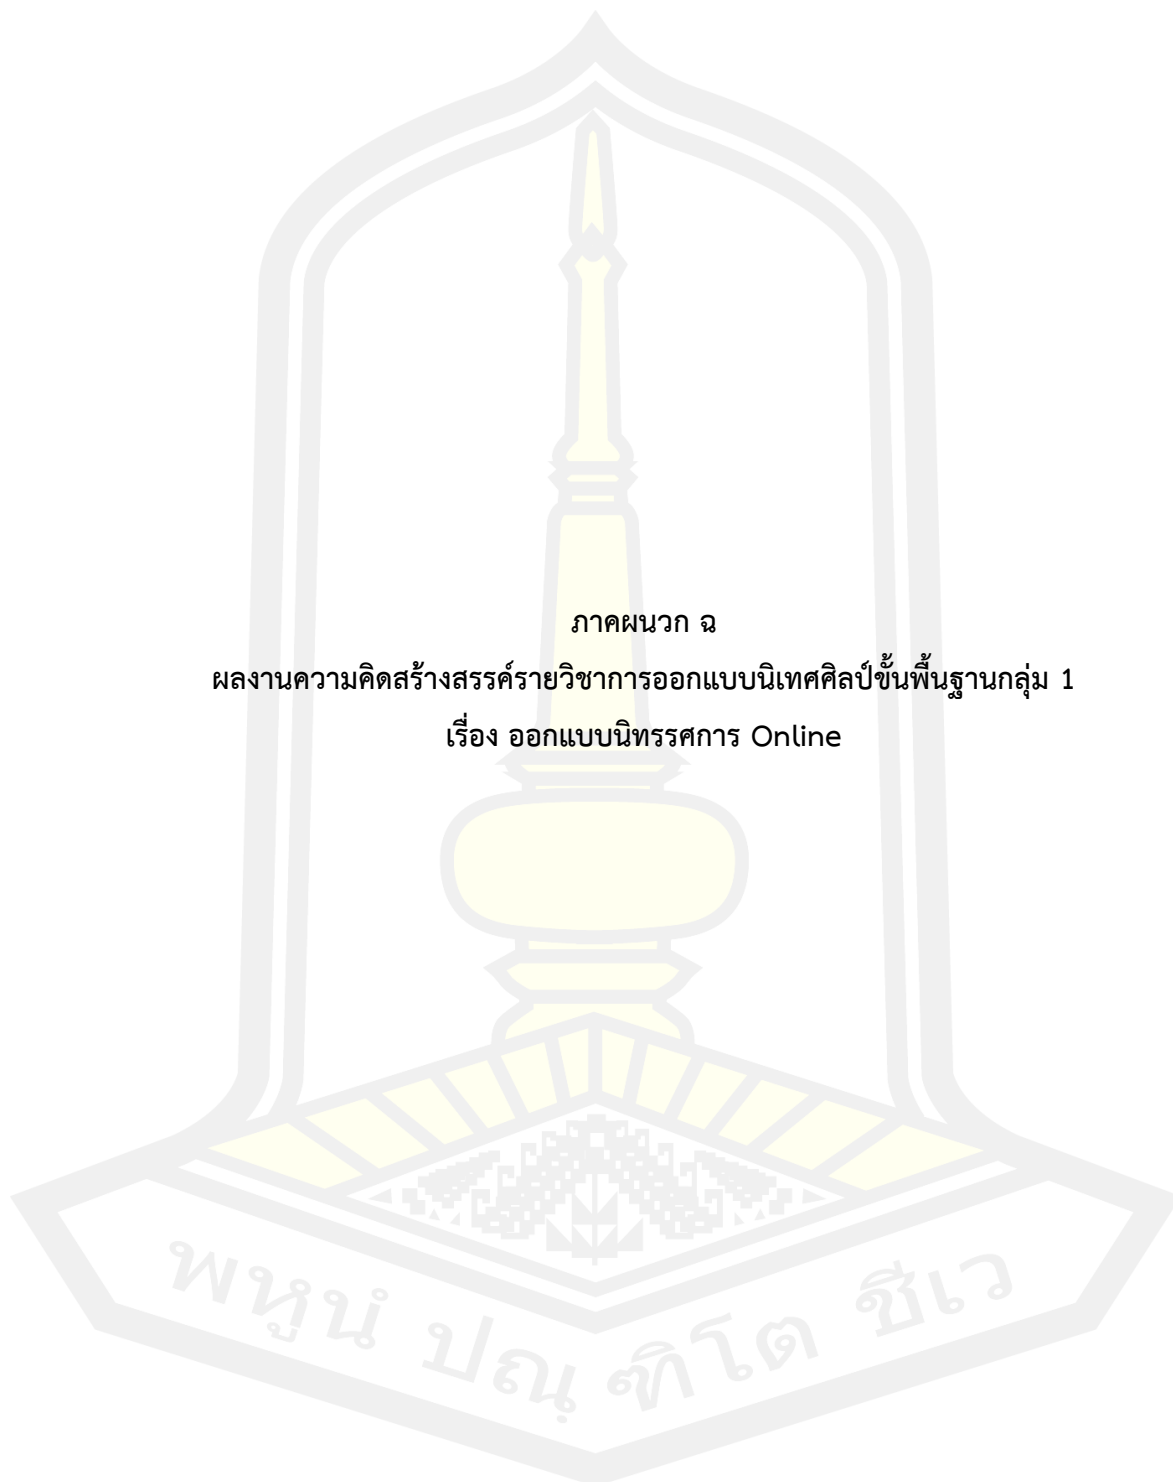 ภาคผนวก ฉ
ผลงานความคิดสร้างสรรค์รายวิชาการออกแบบนิเทศศิลป์ขั้นพื้นฐานกลุ่ม 1
เรื่อง ออกแบบนิทรรศการ Online
พหูนํ ปณฺฑิโต ชีเว